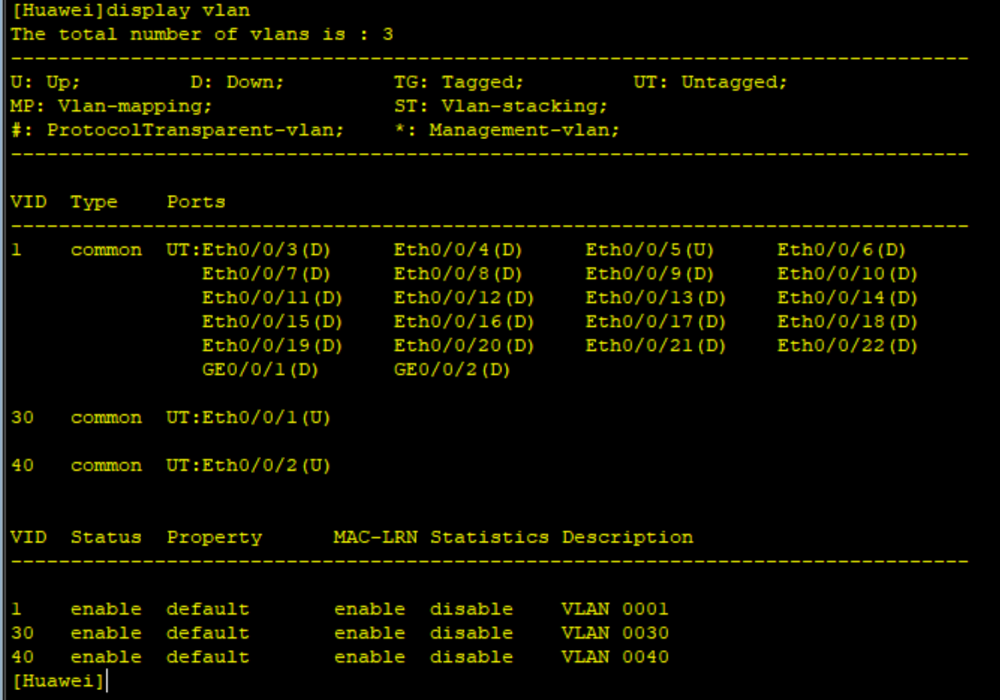 [Huawei]display vlan
The total number of vlans is : 3
--------------------------------------------------------------------------------
U: Up;         D: Down;         TG: Tagged;         UT: Untagged;
MP: Vlan-mapping;               ST: Vlan-stacking;
#: ProtocolTransparent-vlan;    *: Management-vlan;
--------------------------------------------------------------------------------
VID  Type    Ports
--------------------------------------------------------------------------------
1    common  UT:Eth0/0/3(D)     Eth0/0/4(D)     Eth0/0/5(U)     Eth0/0/6(D)
                Eth0/0/7(D)     Eth0/0/8(D)     Eth0/0/9(D)     Eth0/0/10(D)
                Eth0/0/11(D)    Eth0/0/12(D)    Eth0/0/13(D)    Eth0/0/14(D)
                Eth0/0/15(D)    Eth0/0/16(D)    Eth0/0/17(D)    Eth0/0/18(D)
                Eth0/0/19(D)    Eth0/0/20(D)    Eth0/0/21(D)    Eth0/0/22(D)
                GE0/0/1(D)      GE0/0/2(D)
30   common  UT:Eth0/0/1(U)
40   common  UT:Eth0/0/2(U)
VID  Status  Property      MAC-LRN Statistics Description
--------------------------------------------------------------------------------
1    enable  default       enable  disable    VLAN 0001
30   enable  default       enable  disable    VLAN 0030
40   enable  default       enable  disable    VLAN 0040
[Huawei]